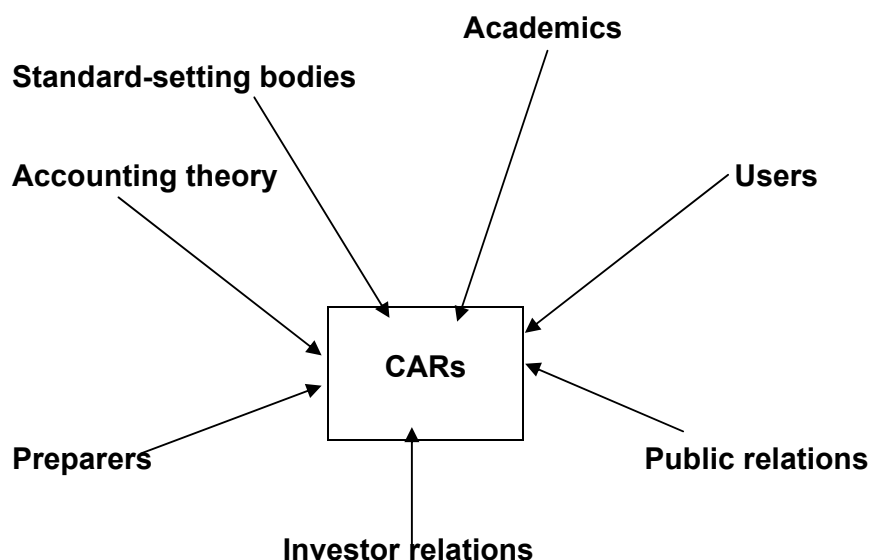 Academics
Standard-setting bodies
Accounting theory
Users
CARs
Preparers
Public relations
Investor relations